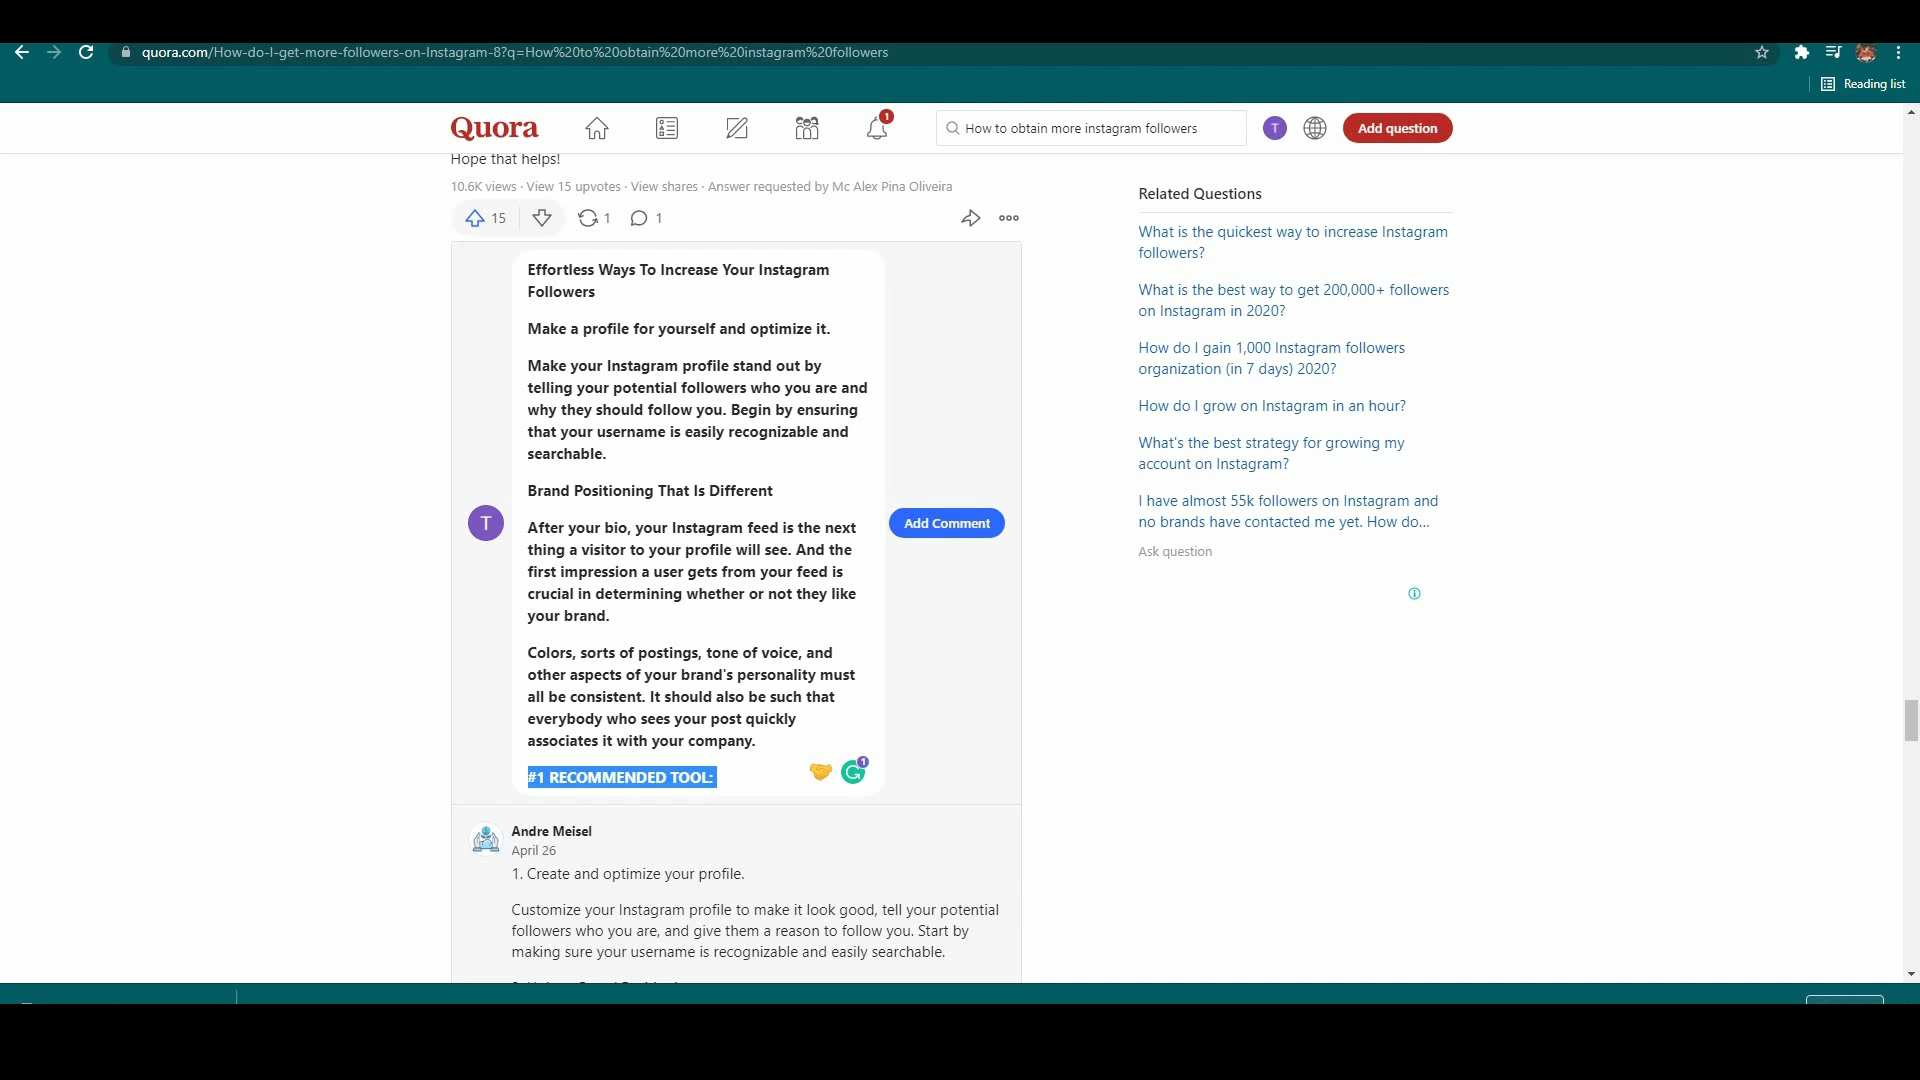 quora.com/How-do-I-get-more-followers-on-Instagram-8?q=How%20to%20obtain%20more%20instagram%20followers
Reading list
Quora
1
How to obtain more instagram followers
T
Add question
Hope that helps!
10.6K views · View 15 upvotes · View shares · Answer requested by Mc Alex Pina Oliveira
15
1
1
Effortless Ways To Increase Your Instagram
Followers
Make a profile for yourself and optimize it.
Make your Instagram profile stand out by
telling your potential followers who you are and
why they should follow you. Begin by ensuring
that your username is easily recognizable and
searchable.
Brand Positioning That Is Different
After your bio, your Instagram feed is the next
thing a visitor to your profile will see. And the
first impression a user gets from your feed is
crucial in determining whether or not they like
your brand.
Colors, sorts of postings, tone of voice, and
other aspects of your brand's personality must
all be consistent. It should also be such that
everybody who sees your post quickly
associates it with your company.
#1 RECOMMENDED TOOL:
1
T
Add Comment
Andre Meisel
April 26
1. Create and optimize your profile.
Customize your Instagram profile to make it look good, tell your potential
followers who you are, and give them a reason to follow you. Start by
making sure your username is recognizable and easily searchable.
Related Questions
What is the quickest way to increase Instagram
followers?
What is the best way to get 200,000+ followers
on Instagram in 2020?
How do I gain 1,000 Instagram followers
organization (in 7 days) 2020?
How do I grow on Instagram in an hour?
What's the best strategy for growing my
account on Instagram?
I have almost 55k followers on Instagram and
no brands have contacted me yet. How do...
Ask question